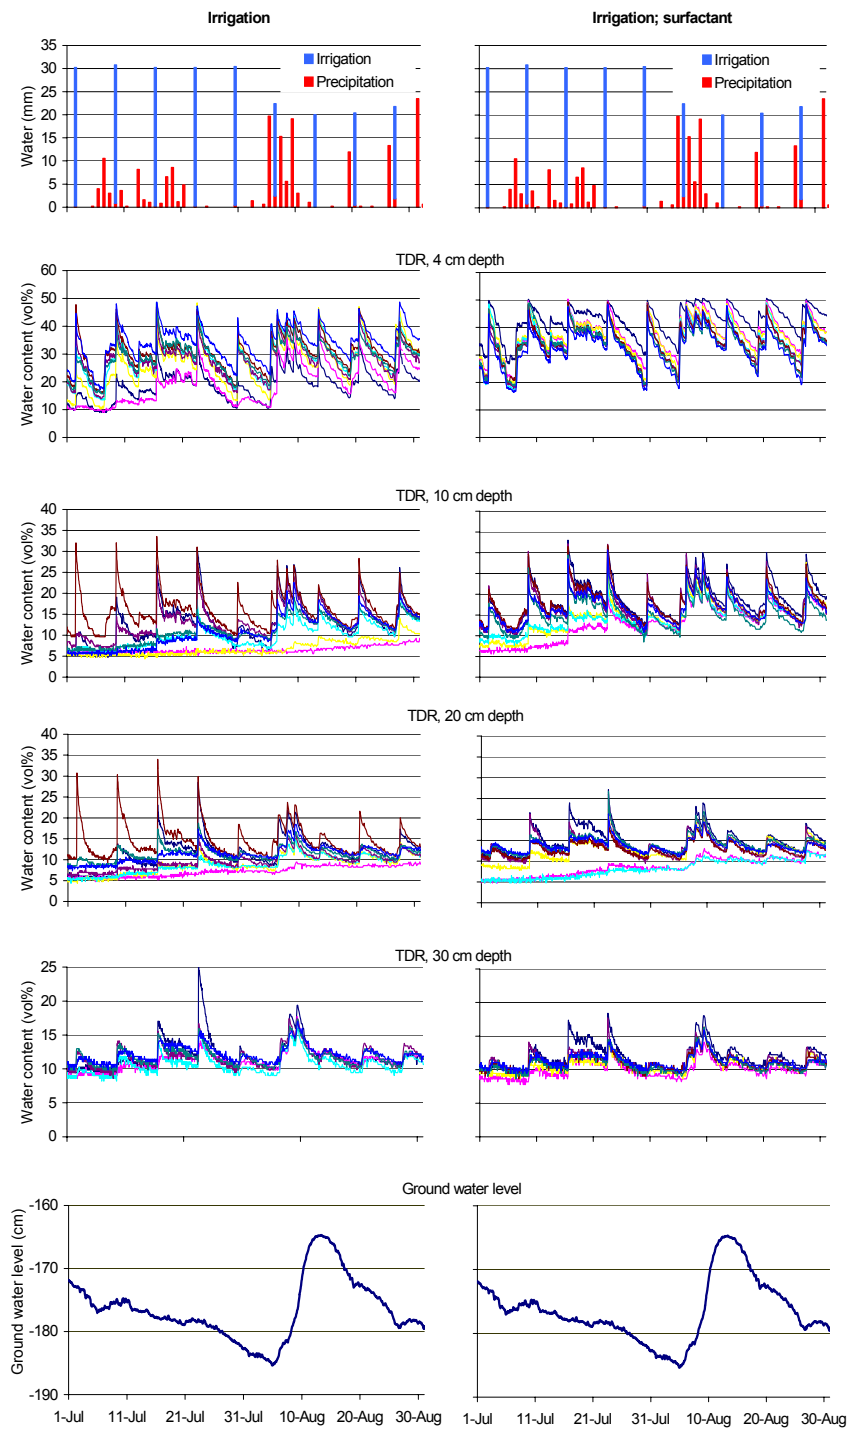 Irrigation
Irrigation; surfactant
Water (mm)
35
30
25
20
15
10
5
0
Irrigation
Precipitation
Irrigation
Precipitation
TDR, 4 cm depth
Water content (vol%)
60
50
40
30
20
10
0
TDR, 10 cm depth
Water content (vol%)
40
35
30
25
20
15
10
5
0
TDR, 20 cm depth
Water content (vol%)
40
35
30
25
20
15
10
5
0
TDR, 30 cm depth
Water content (vol%)
25
20
15
10
5
0
Ground water level
Ground water level (cm)
-160
-170
-180
-190
1-Jul 11-Jul 21-Jul 31-Jul 10-Aug 20-Aug 30-Aug
1-Jul 11-Jul 21-Jul 31-Jul 10-Aug 20-Aug 30-Aug